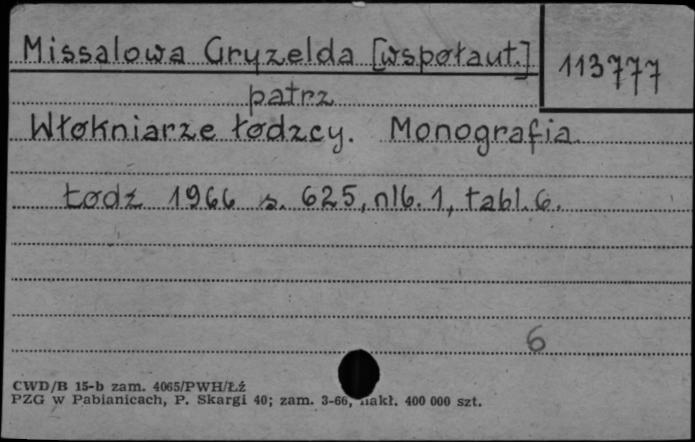 Missalowa Gryzelda [współaut.]
113777
patrz
Włókniarze łódzcy. Monografia
Łódź 1966 s. 625, nlb. 1, tabl. 6.
6
CWD/B 15-b zam. 4065/PWH/Łź
PZG w Pabianicach, P. Skargi 40; zam. 3-66, nakł. 400 000 szt.